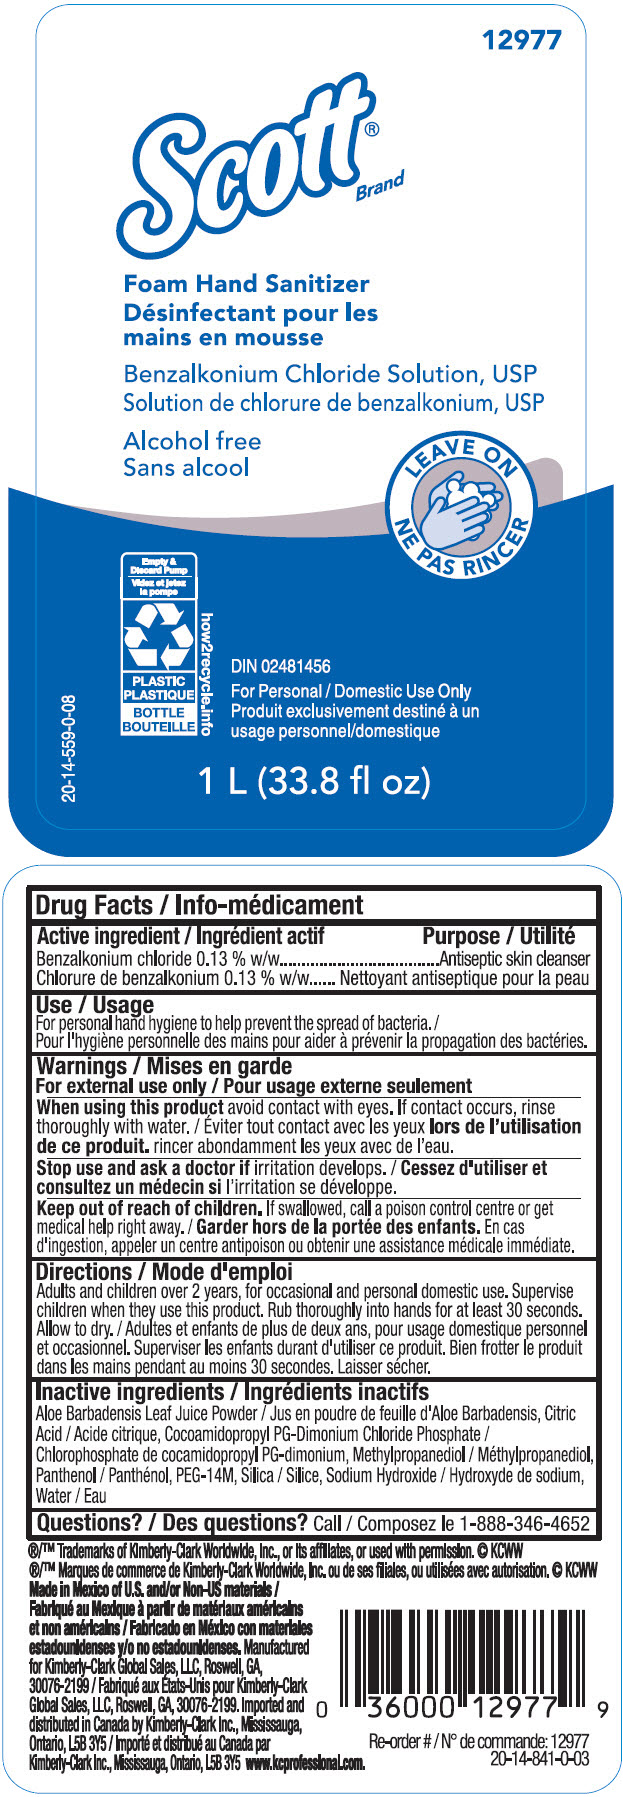 12977
Scott®
Brand
Foam Hand Sanitizer
Désinfectant pour les
mains en mousse
Benzalkonium Chloride Solution, USP
Solution de chlorure de benzalkonium, USP
Alcohol free
Sans alcool
LEAVE ON
NE PAS RINCER
Empty &
Discard Pump
Videz et jetez
la pompe
PLASTIC
PLASTIQUE
BOTTLE
BOUTEILLE
how2recycle.info
DIN 02481456
For Personal / Domestic Use Only
Produit exclusivement destiné à un
usage personnel/domestique
20-14-559-0-08
1 L (33.8 fl oz)
Drug Facts / Info-médicament
Active ingredient / Ingrédient actif Purpose / Utilité
Benzalkonium chloride 0.13 % w/w..................................Antiseptic skin cleanser
Chlorure de benzalkonium 0.13 % w/w...... Nettoyant antiseptique pour la peau
Use / Usage
For personal hand hygiene to help prevent the spread of bacteria. /
Pour l'hygiène personnelle des mains pour aider à prévenir la propagation des bactéries.
Warnings / Mises en garde
For external use only / Pour usage externe seulement
When using this product avoid contact with eyes. If contact occurs, rinse
thoroughly with water. / Éviter tout contact avec les yeux lors de l'utilisation
de ce produit. rincer abondamment les yeux avec de l'eau.
Stop use and ask a doctor if irritation develops. / Cessez d'utiliser et
consultez un médecin si l'irritation se développe.
Keep out of reach of children. If swallowed, call a poison control centre or get
medical help right away. / Garder hors de la portée des enfants. En cas
d'ingestion, appeler un centre antipoison ou obtenir une assistance médicale immédiate.
Directions / Mode d'emploi
Adults and children over 2 years, for occasional and personal domestic use. Supervise
children when they use this product. Rub thoroughly into hands for at least 30 seconds.
Allow to dry. / Adultes et enfants de plus de deux ans, pour usage domestique personnel
et occasionnel. Superviser les enfants durant d'utiliser ce produit. Bien frotter le produit
dans les mains pendant au moins 30 secondes. Laisser sécher.
Inactive ingredients / Ingrédients inactifs
Aloe Barbadensis Leaf Juice Powder / Jus en poudre de feuille d'Aloe Barbadensis, Citric
Acid / Acide citrique, Cocoamidopropyl PG-Dimonium Chloride Phosphate /
Chlorophosphate de cocamidopropyl PG-dimonium, Methylpropanediol / Méthylpropanediol,
Panthenol / Panthénol, PEG-14M, Silica / Silice, Sodium Hydroxide / Hydroxyde de sodium,
Water / Eau
Questions? / Des questions? Call / Composez le 1-888-346-4652
®/™ Trademarks of Kimberly-Clark Worldwide, Inc., or its affiliates, or used with permission. © KCWW
®/™ Marques de commerce de Kimberly-Clark Worldwide, Inc. ou de ses filiales, ou utilisées avec autorisation. © KCWW
Made in Mexico of U.S. and/or Non-US materials /
Fabriqué au Mexique à partir de matériaux américains
et non américains / Fabricado en México con materiales
estadounidenses y/o no estadounidenses. Manufactured
for Kimberly-Clark Global Sales, LLC, Roswell, GA,
30076-2199 / Fabriqué aux États-Unis pour Kimberly-Clark
Global Sales, LLC, Roswell, GA, 30076-2199. Imported and
distributed in Canada by Kimberly-Clark Inc., Mississauga,
Ontario, L5B 3Y5 / Importé et distribué au Canada par
Kimberly-Clark Inc., Mississauga, Ontario, L5B 3Y5 www.kcprofessional.com.
0 36000 12977 9
Re-order # / N° de commande: 12977
20-14-841-0-03